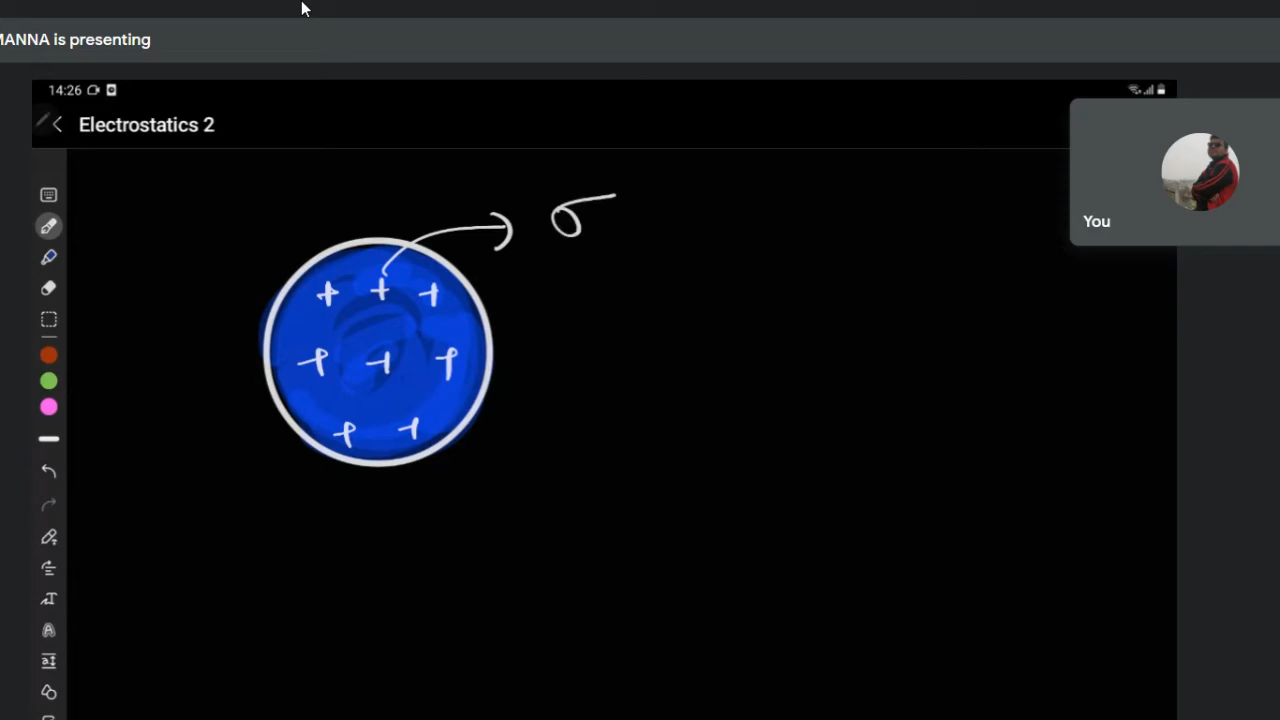 MANNA is presenting
14:26
Electrostatics 2
σ
+ + +
+ + +
+ +
You